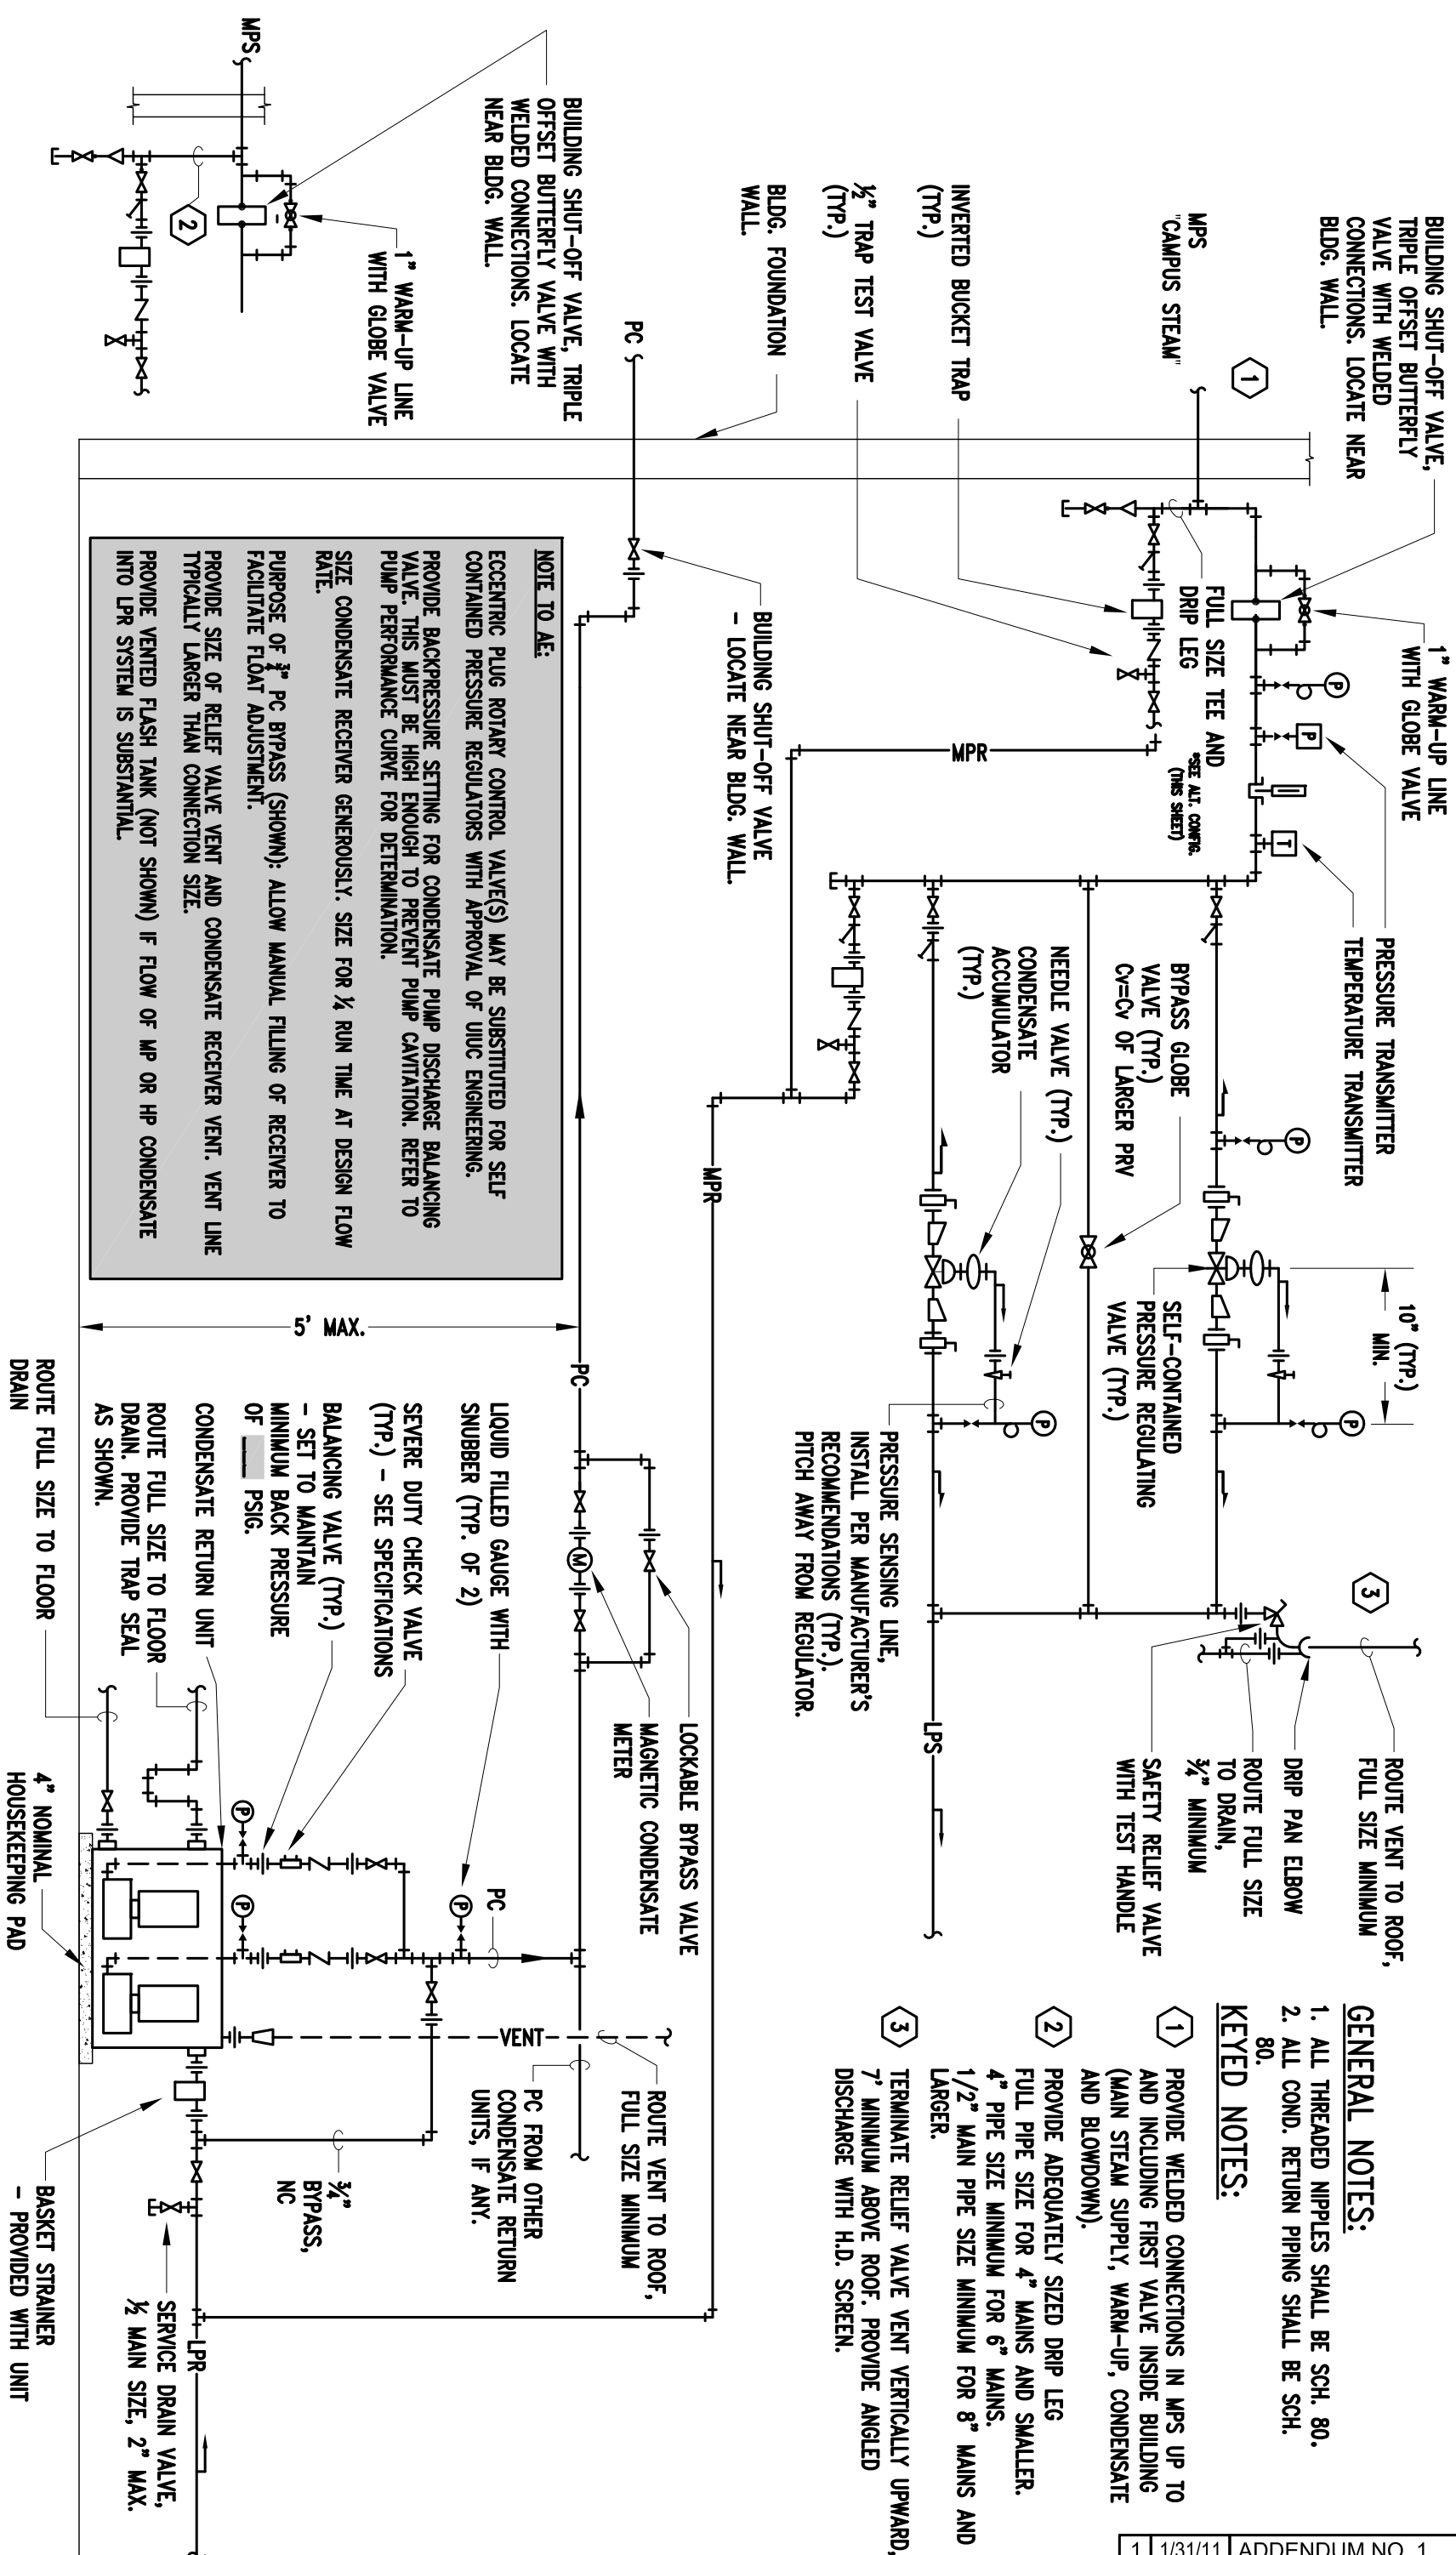 BUILDING SHUT-OFF VALVE,
TRIPLE OFFSET BUTTERFLY
VALVE WITH WELDED
CONNECTIONS. LOCATE NEAR
BLDG. WALL.
1" WARM-UP LINE
WITH GLOBE VALVE
PRESSURE TRANSMITTER
TEMPERATURE TRANSMITTER
1
MPS
"CAMPUS STEAM"
P
P
T
FULL SIZE TEE AND
DRIP LEG
*SEE ALT. CONFIG.
(THIS SHEET)
INVERTED BUCKET TRAP
(TYP.)
½" TRAP TEST VALVE
(TYP.)
BLDG. FOUNDATION
WALL.
MPR
BYPASS GLOBE
VALVE (TYP.)
Cv=Cv OF LARGER PRV
NEEDLE VALVE (TYP.)
CONDENSATE
ACCUMULATOR
(TYP.)
P
10" (TYP.)
MIN.
P
SELF-CONTAINED
PRESSURE REGULATING
VALVE (TYP.)
P
PRESSURE SENSING LINE,
INSTALL PER MANUFACTURER'S
RECOMMENDATIONS (TYP.).
PITCH AWAY FROM REGULATOR.
3
ROUTE VENT TO ROOF,
FULL SIZE MINIMUM
DRIP PAN ELBOW
ROUTE FULL SIZE
TO DRAIN,
¾" MINIMUM
SAFETY RELIEF VALVE
WITH TEST HANDLE
LPS
MPR
BUILDING SHUT-OFF VALVE, TRIPLE
OFFSET BUTTERFLY VALVE WITH
WELDED CONNECTIONS. LOCATE
NEAR BLDG. WALL.
1" WARM-UP LINE
WITH GLOBE VALVE
MPS
2
PC
BUILDING SHUT-OFF VALVE
- LOCATE NEAR BLDG. WALL.
NOTE TO AE:
ECCENTRIC PLUG ROTARY CONTROL VALVE(S) MAY BE SUBSTITUTED FOR SELF
CONTAINED PRESSURE REGULATORS WITH APPROVAL OF UIUC ENGINEERING.
PROVIDE BACKPRESSURE SETTING FOR CONDENSATE PUMP DISCHARGE BALANCING
VALVE. THIS MUST BE HIGH ENOUGH TO PREVENT PUMP CAVITATION. REFER TO
PUMP PERFORMANCE CURVE FOR DETERMINATION.
SIZE CONDENSATE RECEIVER GENEROUSLY. SIZE FOR ¼ RUN TIME AT DESIGN FLOW
RATE.
PURPOSE OF ¾" PC BYPASS (SHOWN): ALLOW MANUAL FILLING OF RECEIVER TO
FACILITATE FLOAT ADJUSTMENT.
PROVIDE SIZE OF RELIEF VALVE VENT AND CONDENSATE RECEIVER VENT. VENT LINE
TYPICALLY LARGER THAN CONNECTION SIZE.
PROVIDE VENTED FLASH TANK (NOT SHOWN) IF FLOW OF MP OR HP CONDENSATE
INTO LPR SYSTEM IS SUBSTANTIAL.
5' MAX.
PC
LOCKABLE BYPASS VALVE
MAGNETIC CONDENSATE
METER
M
LIQUID FILLED GAUGE WITH
SNUBBER (TYP. OF 2)
SEVERE DUTY CHECK VALVE
(TYP.) - SEE SPECIFICATIONS
BALANCING VALVE (TYP.)
- SET TO MAINTAIN
MINIMUM BACK PRESSURE
OF ____ PSIG.
CONDENSATE RETURN UNIT
ROUTE FULL SIZE TO FLOOR
DRAIN. PROVIDE TRAP SEAL
AS SHOWN.
ROUTE FULL SIZE TO FLOOR
DRAIN
P
P
P
PC
VENT
4" NOMINAL
HOUSEKEEPING PAD
ROUTE VENT TO ROOF,
FULL SIZE MINIMUM
PC FROM OTHER
CONDENSATE RETURN
UNITS, IF ANY.
¾"
BYPASS,
NC
LPR
SERVICE DRAIN VALVE,
½ MAIN SIZE, 2" MAX.
BASKET STRAINER
- PROVIDED WITH UNIT
GENERAL NOTES:
1. ALL THREADED NIPPLES SHALL BE SCH. 80.
2. ALL COND. RETURN PIPING SHALL BE SCH.
80.
KEYED NOTES:
1 PROVIDE WELDED CONNECTIONS IN MPS UP TO
AND INCLUDING FIRST VALVE INSIDE BUILDING
(MAIN STEAM SUPPLY, WARM-UP, CONDENSATE
AND BLOWDOWN).
2 PROVIDE ADEQUATELY SIZED DRIP LEG
FULL PIPE SIZE FOR 4" MAINS AND SMALLER.
4" PIPE SIZE MINIMUM FOR 6" MAINS.
1/2" MAIN PIPE SIZE MINIMUM FOR 8" MAINS AND
LARGER.
3 TERMINATE RELIEF VALVE VENT VERTICALLY UPWARD,
7' MINIMUM ABOVE ROOF. PROVIDE ANGLED
DISCHARGE WITH H.D. SCREEN.
1 1/31/11 ADDENDUM NO. 1